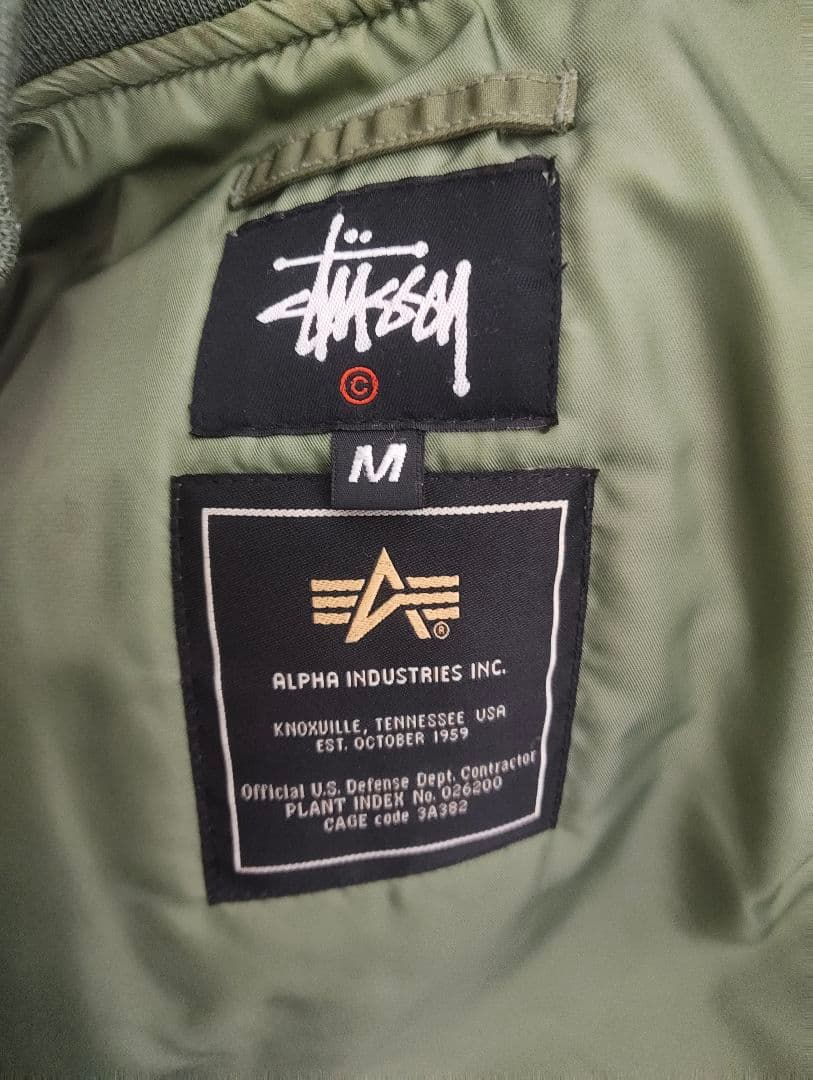 stüssy
©
M
®
ALPHA INDUSTRIES INC.
KNOXVILLE, TENNESSEE USA
EST. OCTOBER 1959
Official U.S. Defense Dept. Contractor
PLANT INDEX No. 026200
CAGE code 3A382